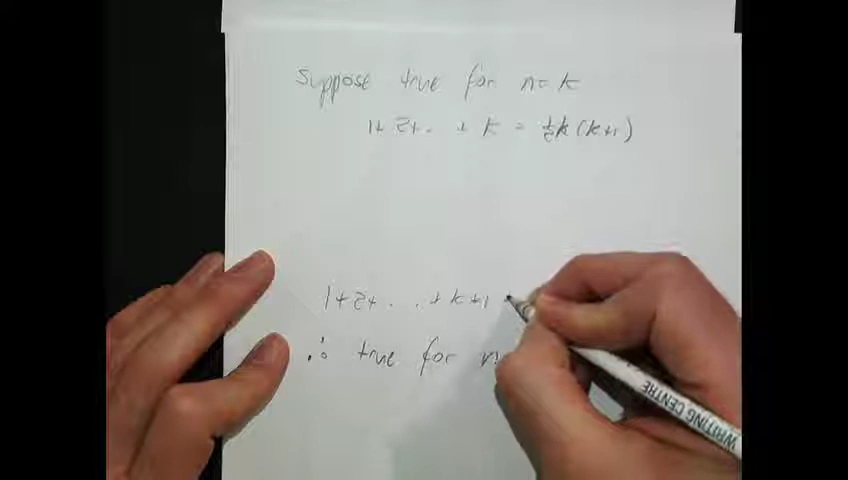 Suppose true for n = k
1+2+.. + k = ½k(k+1)
1+2+.. +k+1
∴ true for n
WRITING CENTRE